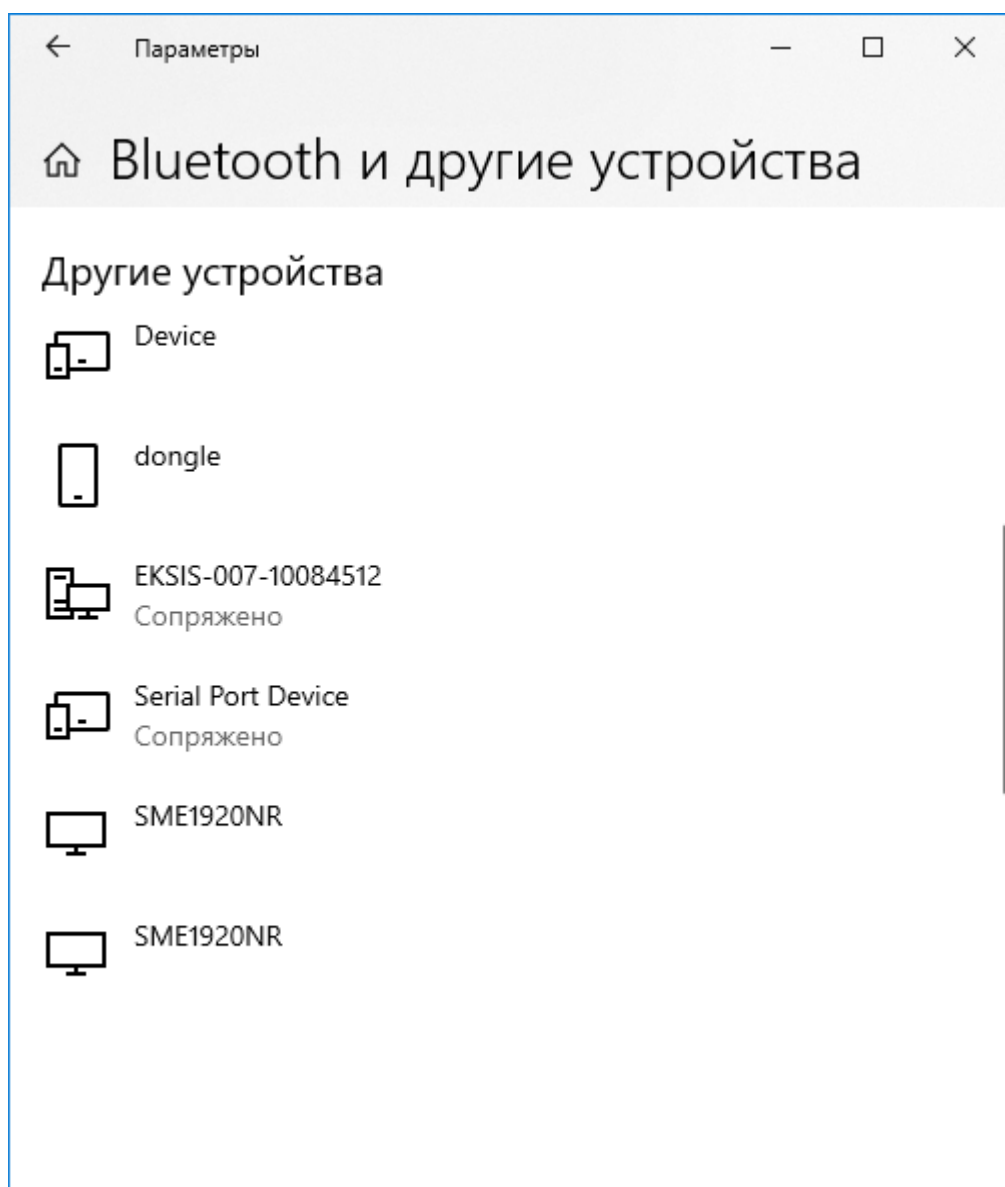 Параметры
Bluetooth и другие устройства
Другие устройства
Device
dongle
EKSIS-007-10084512
Сопряжено
Serial Port Device
Сопряжено
SME1920NR
SME1920NR